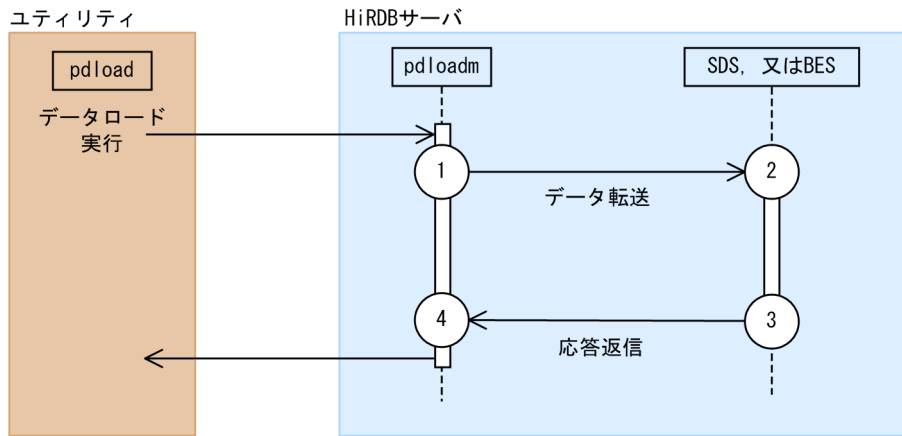 ユティリティ
HiRDBサーバ
pdload
pdloadm
SDS, 又はBES
データロード
実行
1
2
データ転送
4
3
応答返信